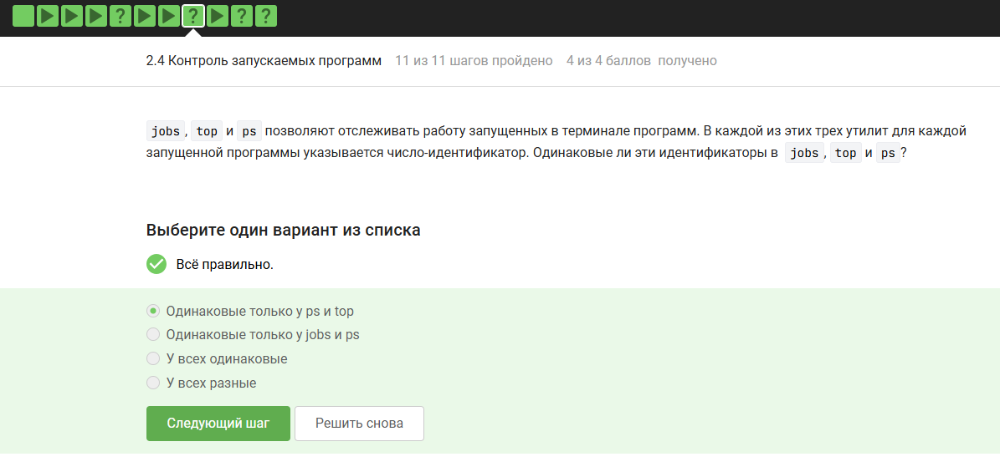 ? ? ? ?
2.4 Контроль запускаемых программ 11 из 11 шагов пройдено 4 из 4 баллов получено
jobs, top и ps позволяют отслеживать работу запущенных в терминале программ. В каждой из этих трех утилит для каждой
запущенной программы указывается число-идентификатор. Одинаковые ли эти идентификаторы в jobs, top и ps?
Выберите один вариант из списка
Всё правильно.
Одинаковые только у ps и top
Одинаковые только у jobs и ps
У всех одинаковые
У всех разные
Следующий шаг Решить снова